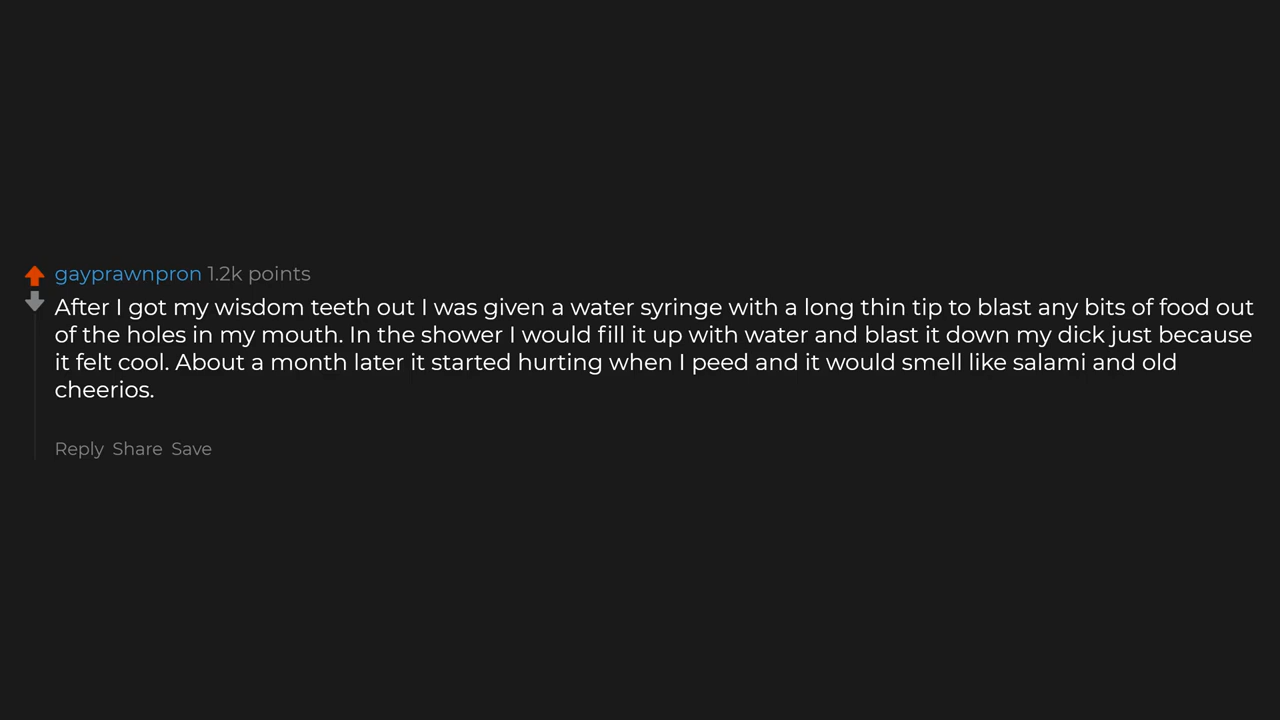 gayprawnpron 1.2k points
After I got my wisdom teeth out I was given a water syringe with a long thin tip to blast any bits of food out
of the holes in my mouth. In the shower I would fill it up with water and blast it down my dick just because
it felt cool. About a month later it started hurting when I peed and it would smell like salami and old
cheerios.
Reply Share Save